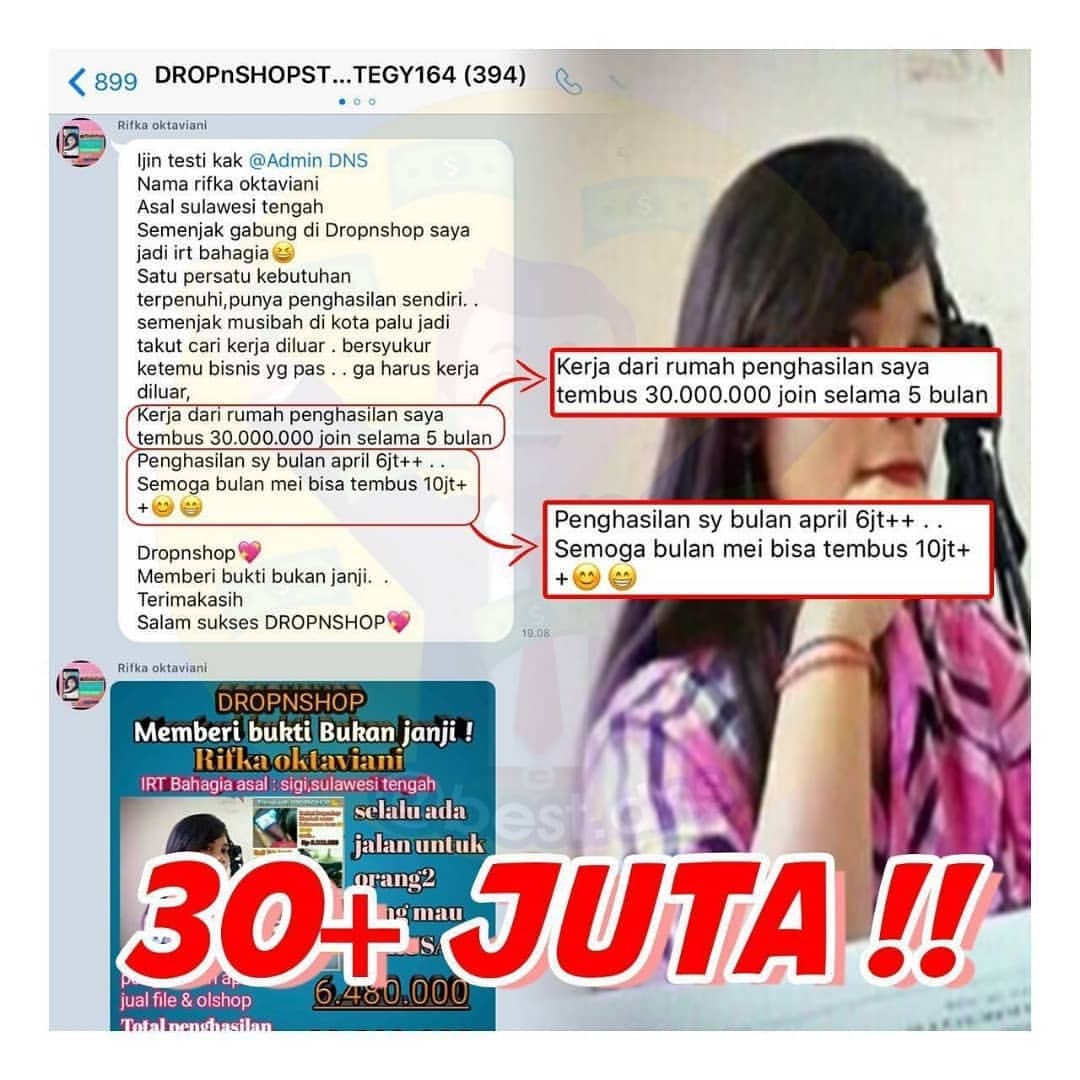 899 DROPnSHOPST...TEGY164 (394)
Rifka oktaviani
Ijin testi kak @Admin DNS
Nama rifka oktaviani
Asal sulawesi tengah
Semenjak gabung di Dropnshop saya
jadi irt bahagia😆
Satu persatu kebutuhan
terpenuhi,punya penghasilan sendiri. .
semenjak musibah di kota palu jadi
takut cari kerja diluar . bersyukur
ketemu bisnis yg pas . . ga harus kerja
diluar,
Kerja dari rumah penghasilan saya
tembus 30.000.000 join selama 5 bulan
Penghasilan sy bulan april 6jt++ . .
Semoga bulan mei bisa tembus 10jt+
+😊😁
Dropnshop💖
Memberi bukti bukan janji. .
Terimakasih
Salam sukses DROPNSHOP💖
19.08
Kerja dari rumah penghasilan saya
tembus 30.000.000 join selama 5 bulan
Penghasilan sy bulan april 6jt++ . .
Semoga bulan mei bisa tembus 10jt+
+😊😁
Rifka oktaviani
DROPNSHOP
Memberi bukti Bukan janji !
Rifka oktaviani
IRT Bahagia asal : sigi,sulawesi tengah
selalu ada
jalan untuk
orang2
mau
30+ JUTA !!
6.480.000
jual file & olshop
Total penghasilan